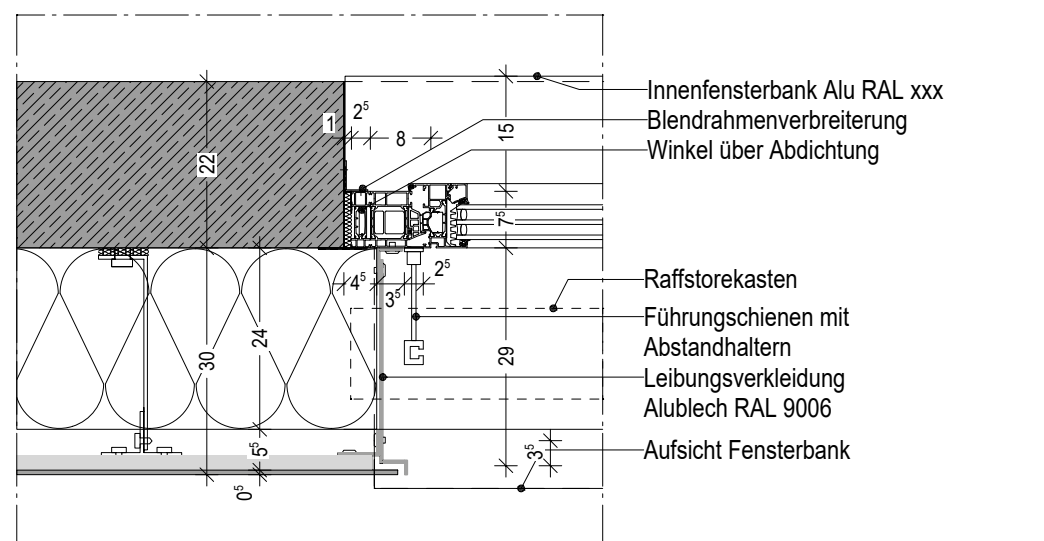 Innenfensterbank Alu RAL xxx
Blendrahmenverbreiterung
Winkel über Abdichtung
Raffstorekasten
Führungschienen mit
Abstandhaltern
Leibungsverkleidung
Alublech RAL 9006
Aufsicht Fensterbank
1
2⁵
8
15
22
7⁵
4⁵
3⁵
2⁵
24
30
29
5⁵
3⁵
0⁵